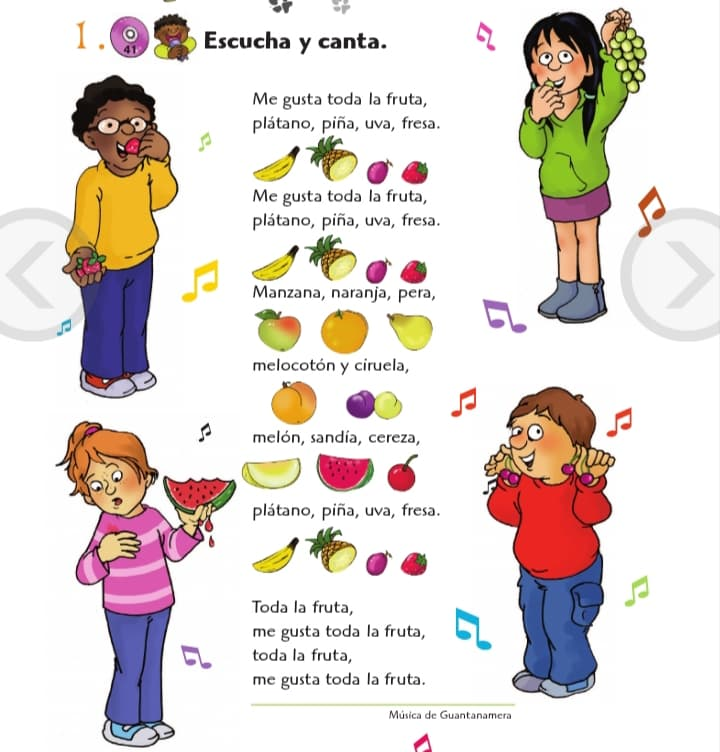 1. 41 Escucha y canta.
Me gusta toda la fruta,
plátano, piña, uva, fresa.
Me gusta toda la fruta,
plátano, piña, uva, fresa.
Manzana, naranja, pera,
melocotón y ciruela,
melón, sandía, cereza,
plátano, piña, uva, fresa.
Toda la fruta,
me gusta toda la fruta,
toda la fruta,
me gusta toda la fruta.
Música de Guantanamera